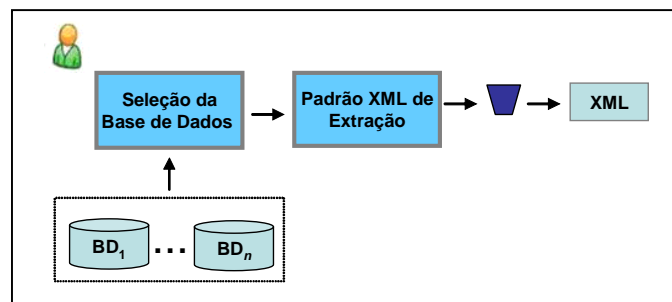 Seleção da
Base de Dados
Padrão XML de
Extração
XML
BD1
...
BDn